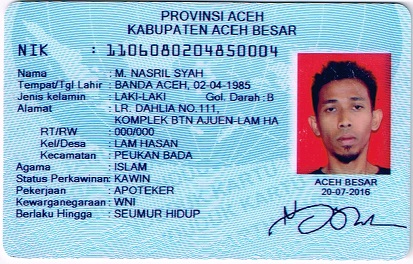 PROVINSI ACEH
KABUPATEN ACEH BESAR
NIK : 1106080204850004
Nama : M. NASRIL SYAH
Tempat/Tgl Lahir : BANDA ACEH, 02-04-1985
Jenis kelamin : LAKI-LAKI Gol. Darah : B
Alamat : LR. DAHLIA NO.111,
KOMPLEK BTN AJUEN-LAM HA
RT/RW : 000/000
Kel/Desa : LAM HASAN
Kecamatan : PEUKAN BADA
Agama : ISLAM
Status Perkawinan: KAWIN
Pekerjaan : APOTEKER
Kewarganegaraan: WNI
Berlaku Hingga : SEUMUR HIDUP
ACEH BESAR
20-07-2016